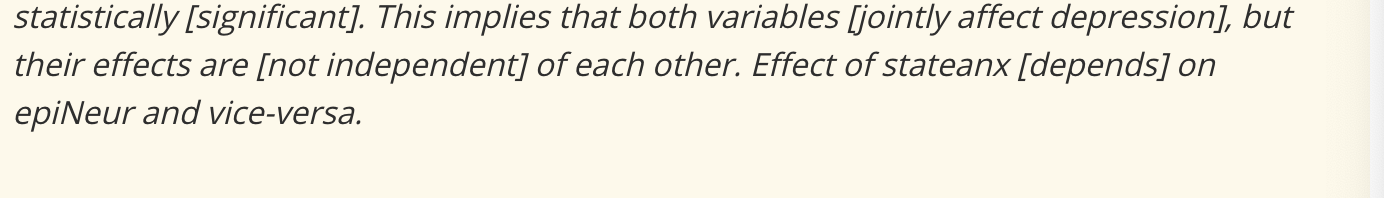 statistically [significant]. This implies that both variables [jointly affect depression], but
their effects are [not independent] of each other. Effect of stateanx [depends] on
epiNeur and vice-versa.